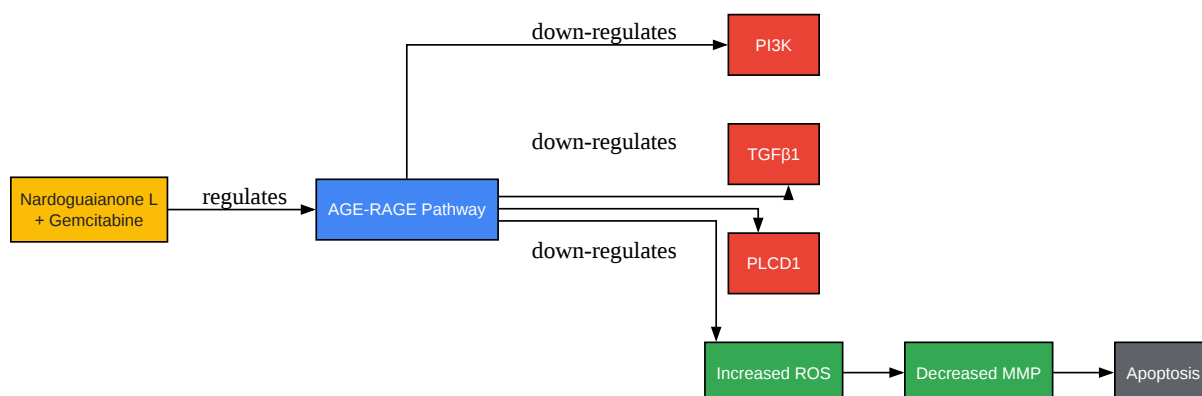 down-regulates
PI3K
down-regulates
TGFβ1
Nardoguaianone L
+ Gemcitabine
regulates
AGE-RAGE Pathway
down-regulates
PLCD1
Increased ROS
Decreased MMP
Apoptosis